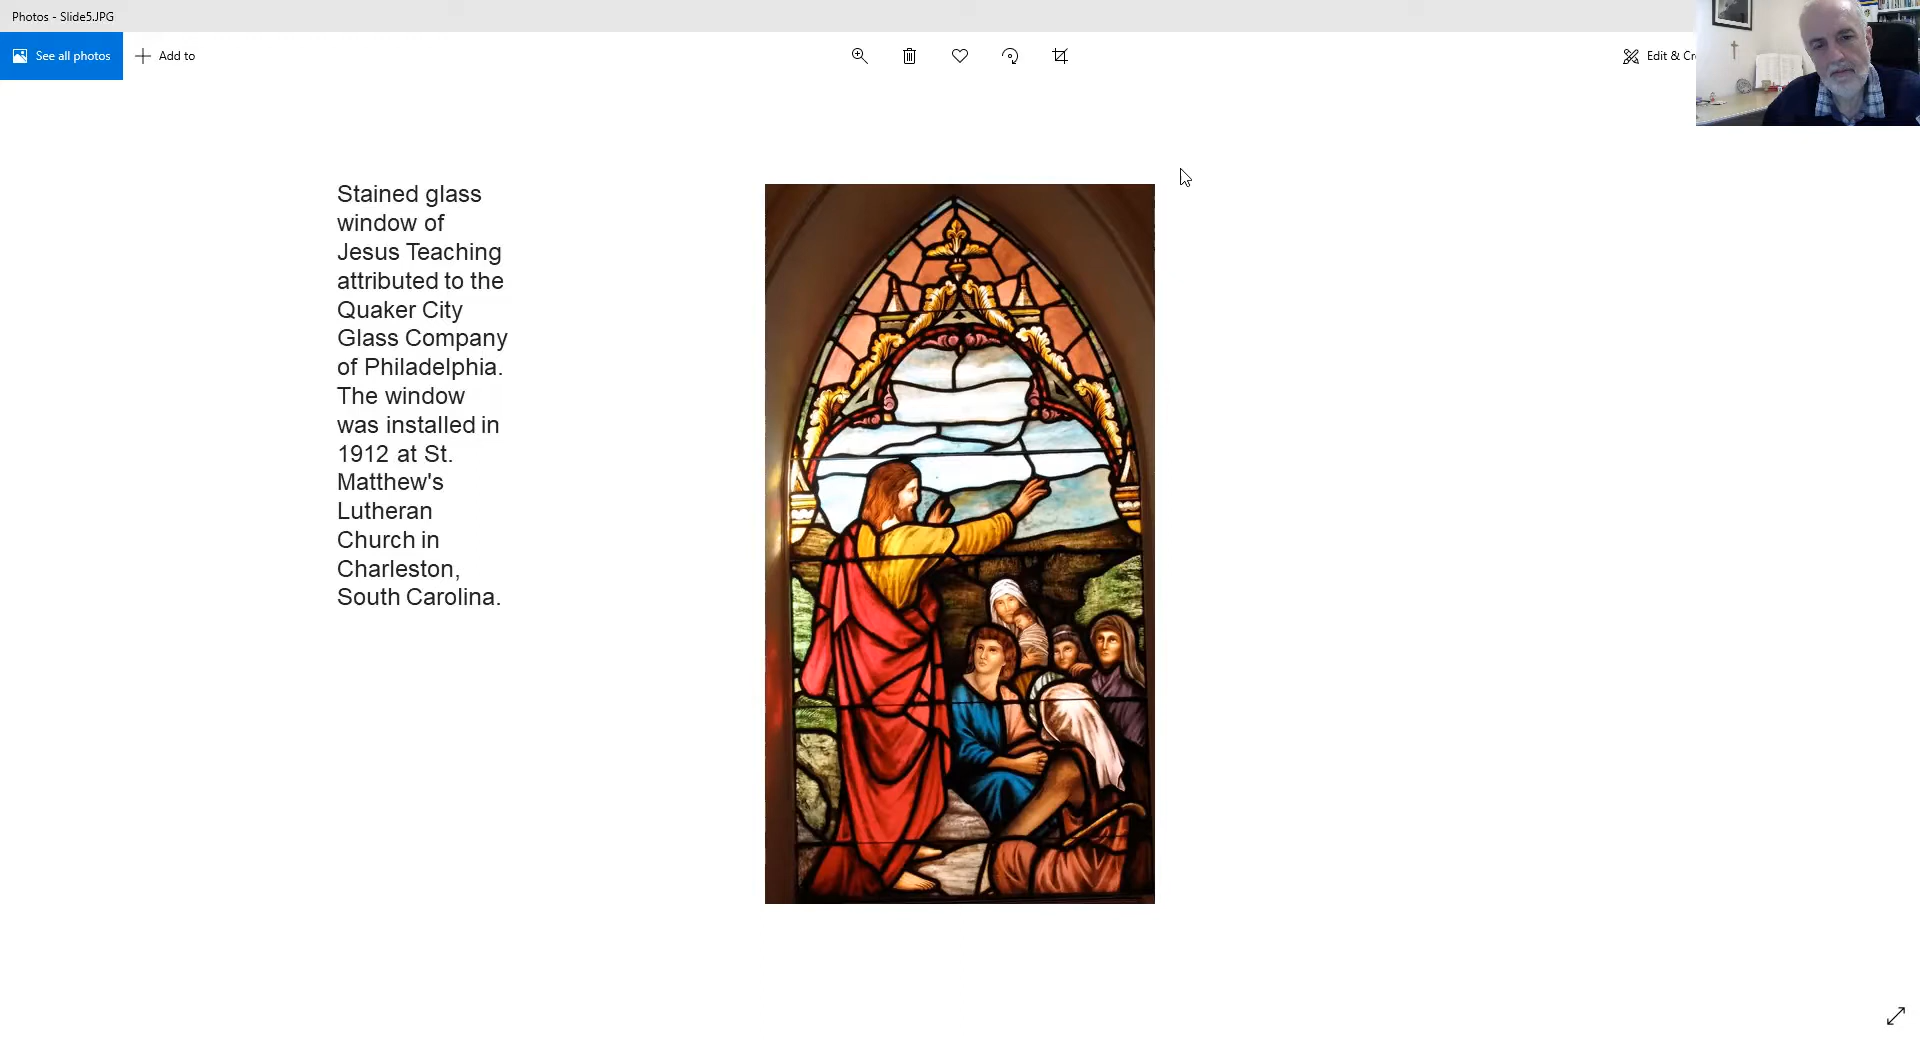 Photos - Slide5.JPG
See all photos
Add to
Edit & Cr
Stained glass
window of
Jesus Teaching
attributed to the
Quaker City
Glass Company
of Philadelphia.
The window
was installed in
1912 at St.
Matthew's
Lutheran
Church in
Charleston,
South Carolina.